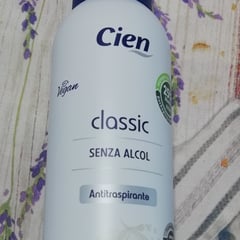 Cien
Vegan
classic
SENZA ALCOL
Antitraspirante